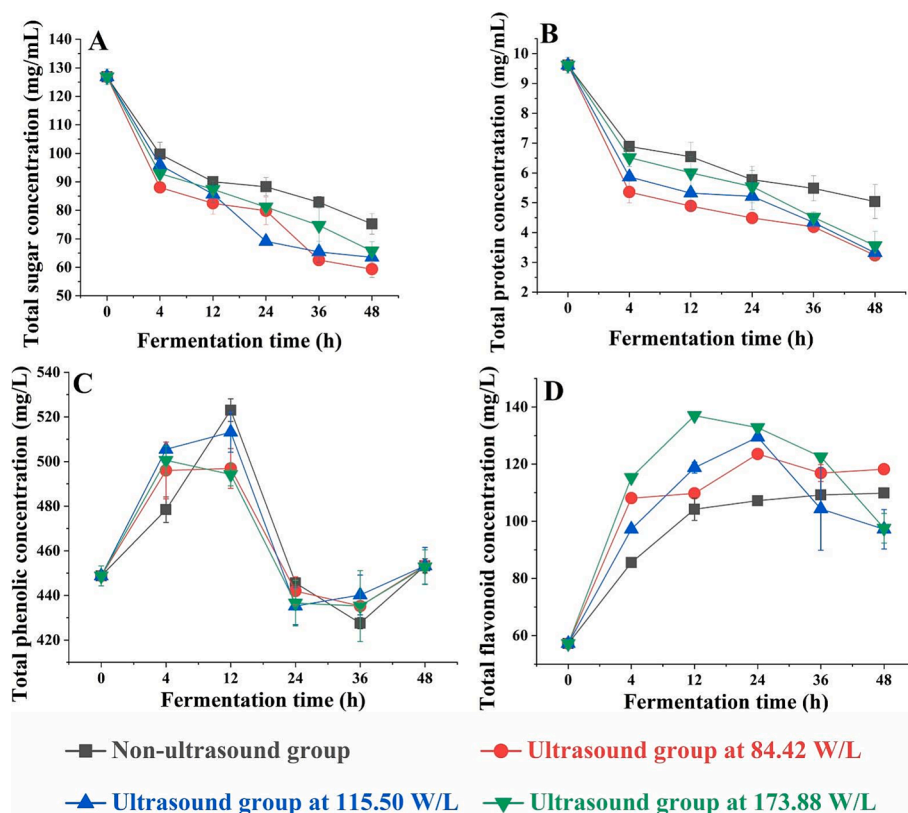 A
Total sugar concentration (mg/mL)
140
130
120
110
100
90
80
70
60
50
0 4 12 24 36 48
Fermentation time (h)
B
Total protein concentratation (mg/mL)
10
9
8
7
6
5
4
3
2
0 4 12 24 36 48
Fermentation time (h)
C
Total phenolic concentration (mg/L)
540
520
500
480
460
440
420
0 4 12 24 36 48
Fermentation time (h)
D
Total flavonoid concentration (mg/L)
140
120
100
80
60
0 4 12 24 36 48
Fermentation time (h)
Non-ultrasound group
Ultrasound group at 84.42 W/L
Ultrasound group at 115.50 W/L
Ultrasound group at 173.88 W/L